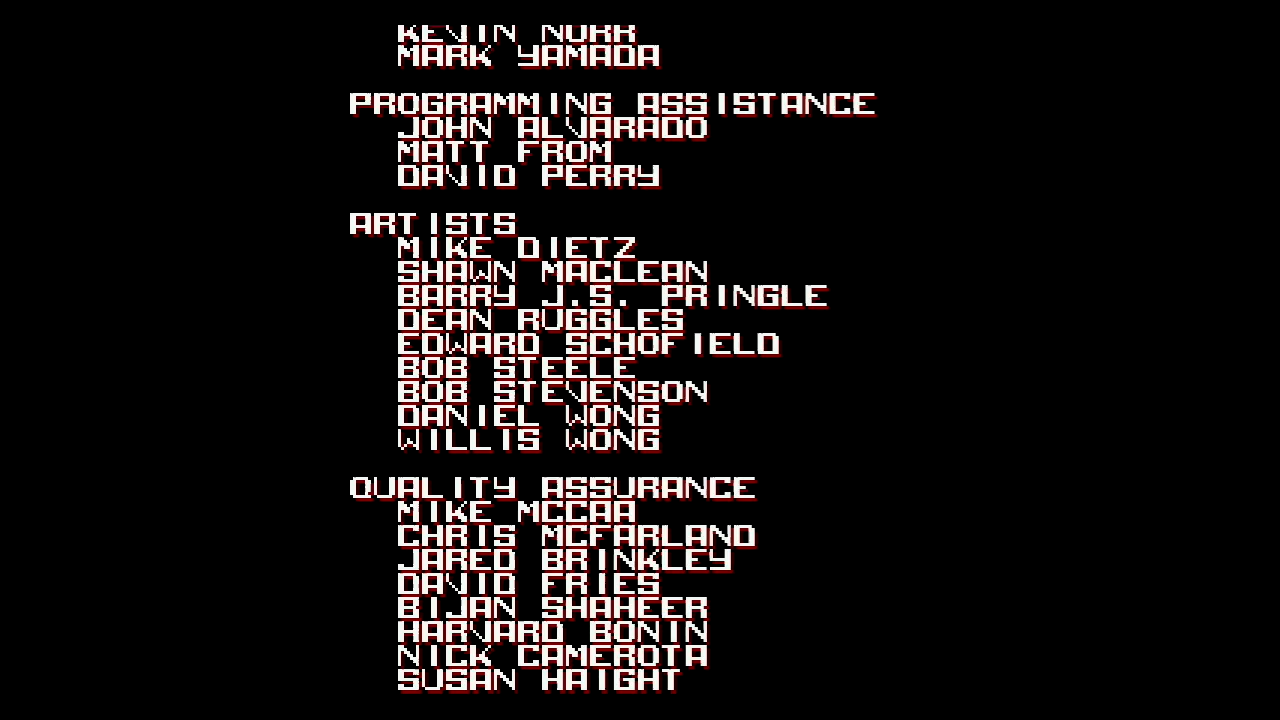 KEVIN NORR
MARK YAMADA
PROGRAMMING ASSISTANCE
JOHN ALVARADO
MATT FROM
DAVID PERRY
ARTISTS
MIKE DIETZ
SHAWN MACLEAN
BARRY J.S. PRINGLE
DEAN RUGGLES
EDWARD SCHOFIELD
BOB STEELE
BOB STEVENSON
DANIEL WONG
WILLIS WONG
QUALITY ASSURANCE
MIKE MCCAA
CHRIS MCFARLAND
JARED BRINKLEY
DAVID FRIES
BIJAN SHAHEER
HARVARD BONIN
NICK CAMEROTA
SUSAN HAIGHT